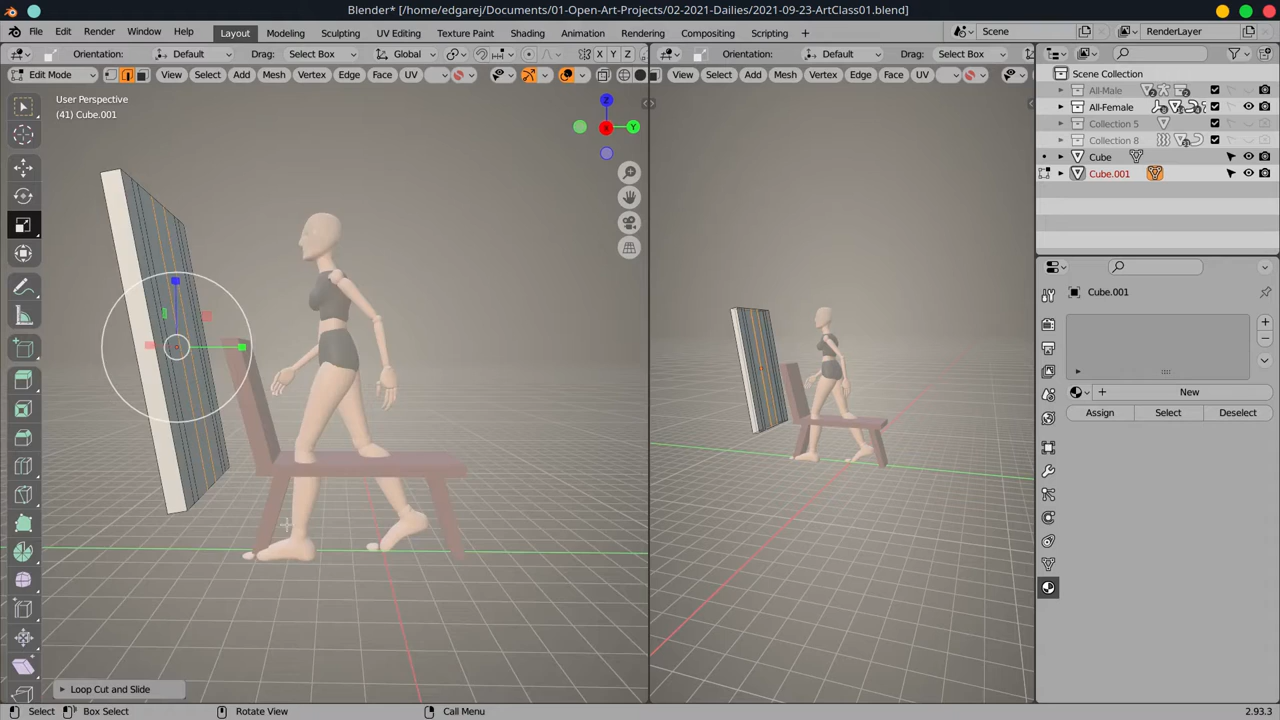 Blender* [/home/edgarej/Documents/01-Open-Art-Projects/02-2021-Dailies/2021-09-23-ArtClass01.blend]
File Edit Render Window Help Layout Modeling Sculpting UV Editing Texture Paint Shading Animation Rendering Compositing Scripting + Scene RenderLayer
Orientation: Default Drag: Select Box Global X Y Z Orientation: Default Drag: Select Box
Edit Mode View Select Add Mesh Vertex Edge Face UV View Select Add Mesh Vertex Edge Face UV
Scene Collection
All-Male
All-Female
Collection 5
Collection 8
Cube
Cube.001
User Perspective
(41) Cube.001
Z
Y
Cube.001
New
Assign Select Deselect
Loop Cut and Slide
Select Box Select Rotate View Call Menu 2.93.3